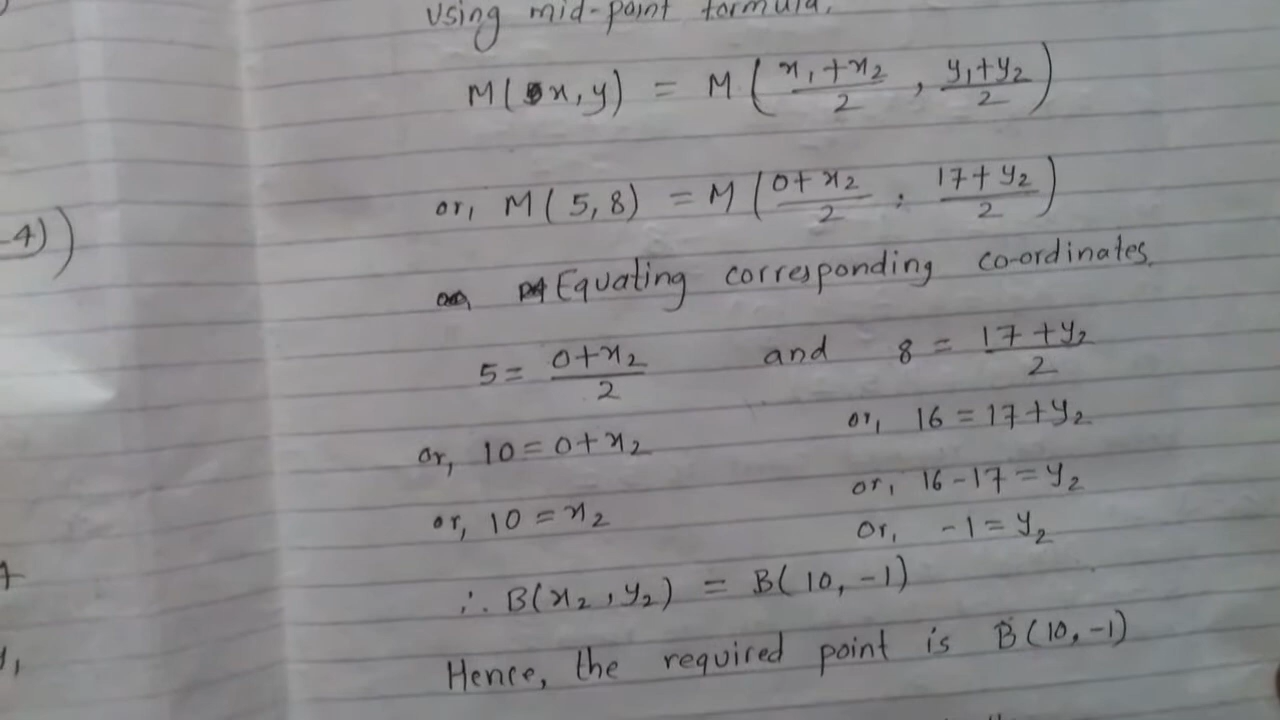 using mid-point formula.
M(x, y) = M(x₁+x₂/2, y₁+y₂/2)
or, M(5, 8) = M(0+x₂/2, 17+y₂/2)
-4))
Equating corresponding co-ordinates
5 = 0+x₂/2 and 8 = 17+y₂/2
or, 10 = 0+x₂ or, 16 = 17+y₂
or, 10 = x₂ or, 16-17 = y₂
or, -1 = y₂
∴ B(x₂, y₂) = B(10, -1)
Hence, the required point is B(10, -1)